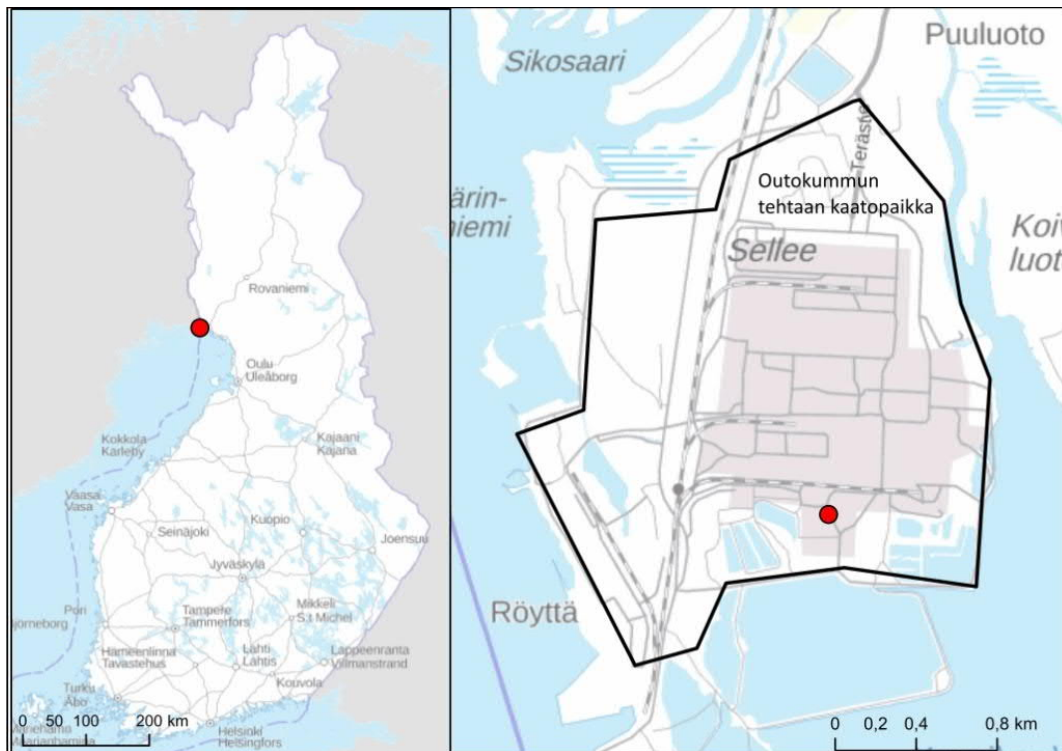 Rovaniemi
Oulu
Uleåborg
Kokkola
Karleby
Kajaani
Kajana
Vaasa
Vasa
Seinäjoki
Kuopio
Joensuu
Jyväskylä
Pori
Björneborg
Tampere
Tammerfors
Mikkeli
S:t Michel
Hämeenlinna
Tavastehus
Lahti
Lahtis
Lappeenranta
Villmanstrand
Kouvola
Turku
Åbo
Helsinki
Helsingfors
0 50 100 200 km
Sikosaari
Puuluoto
ärin-
niemi
Outokummun
tehtaan kaatopaikka
Sellee
Koiv
luot
Röyttä
0 0,2 0,4 0,8 km